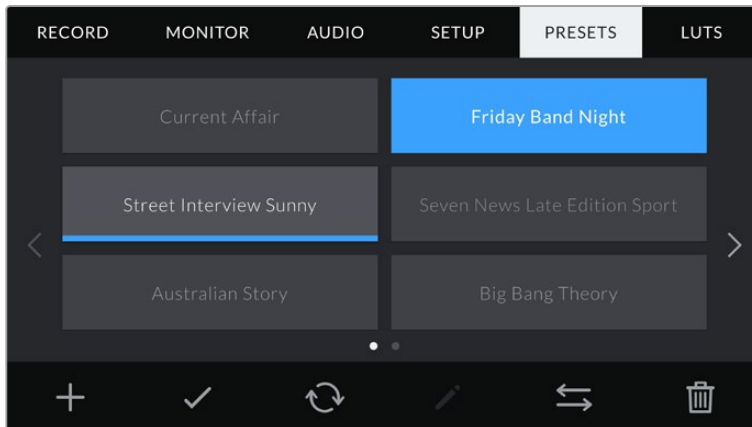 RECORD MONITOR AUDIO SETUP PRESETS LUTS
Current Affair Friday Band Night
Street Interview Sunny Seven News Late Edition Sport
Australian Story Big Bang Theory